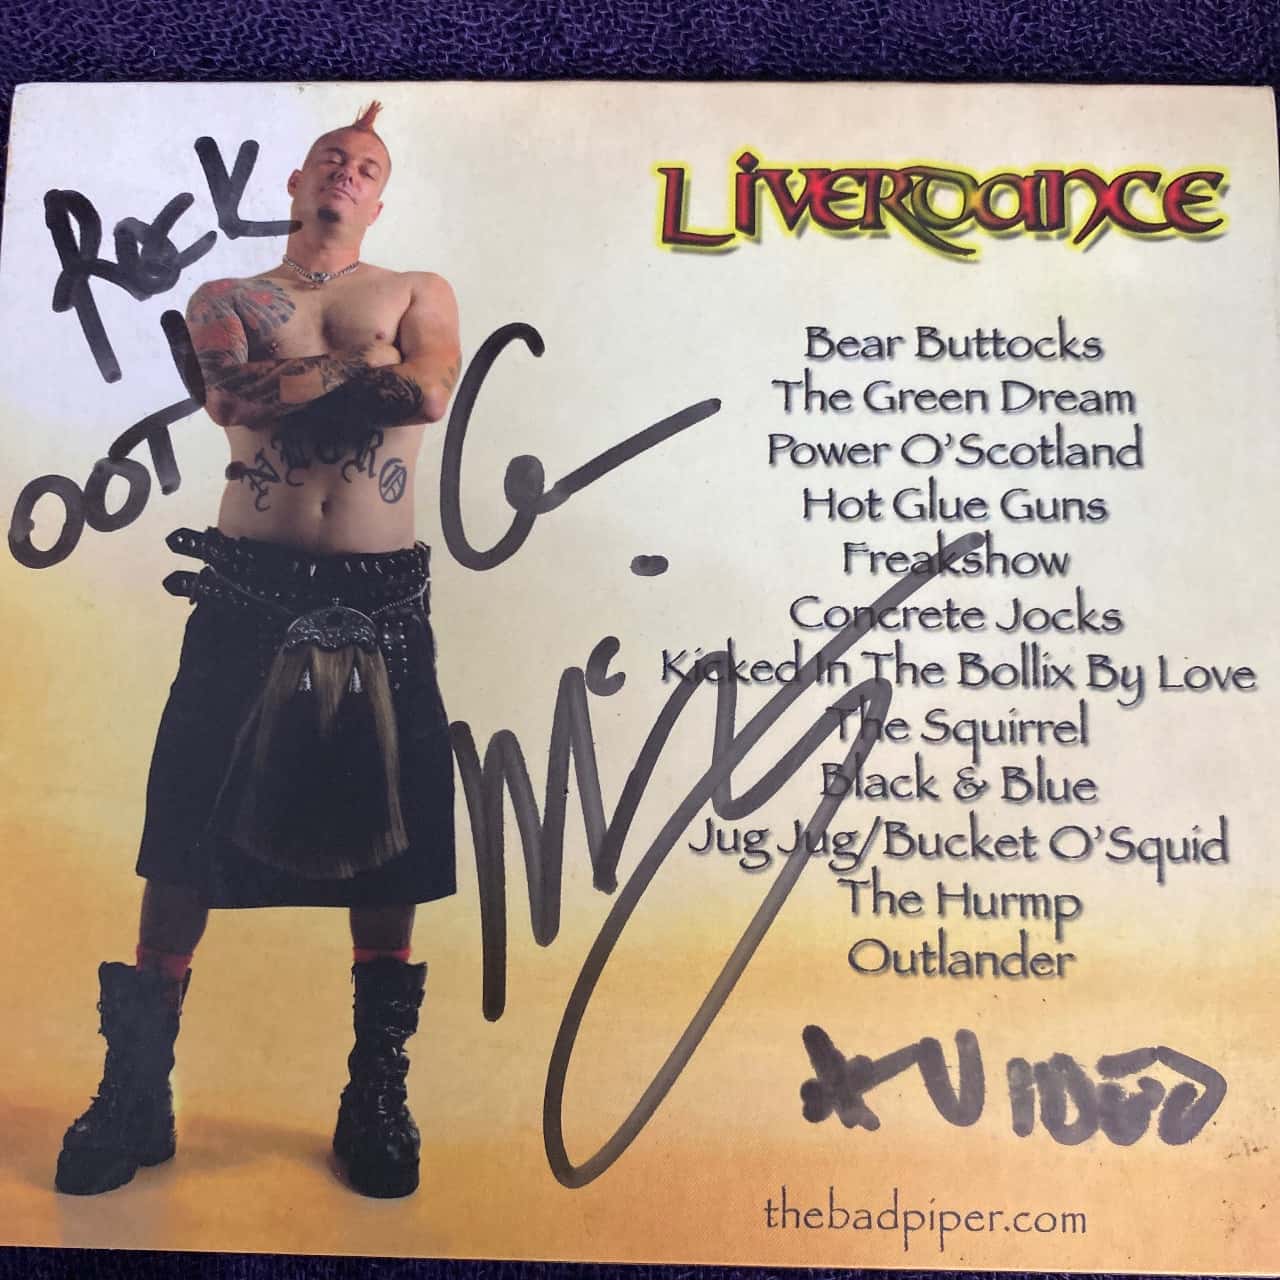 ROCK
OOT!
LIVERDANCE
Bear Buttocks
The Green Dream
Power O'Scotland
Hot Glue Guns
Freakshow
Concrete Jocks
Kicked In The Bollix By Love
The Squirrel
Black & Blue
Jug Jug/Bucket O'Squid
The Hurmp
Outlander
VIDEO
thebadpiper.com